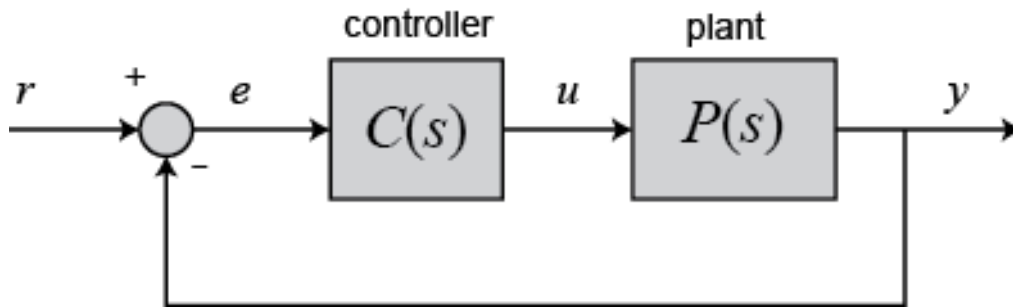 controller plant
r + e C(s) u P(s) y
-